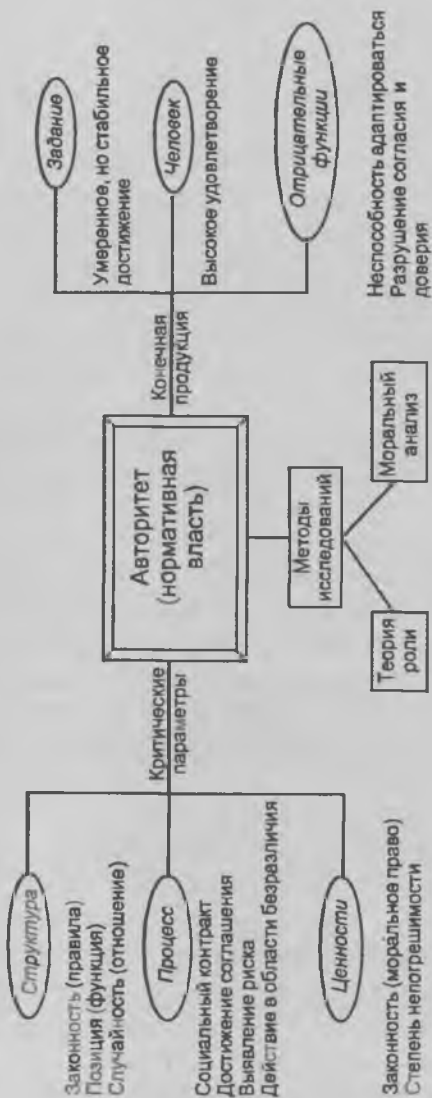 Структура
Законность (правила)
Позиция (функция)
Случайность (отношение)
Процесс
Социальный контракт
Достижение соглашения
Выявление риска
Действие в области безразличия
Ценности
Законность (моральное право)
Степень непогрешимости
Критические
параметры
Авторитет
(нормативная
власть)
Методы
исследований
Теория
роли
Моральный
анализ
Конечная
продукция
Задание
Умеренное, но стабильное
достижение
Человек
Высокое удовлетворение
Отрицательные
функции
Неспособность адаптироваться
Разрушение согласия и
доверия